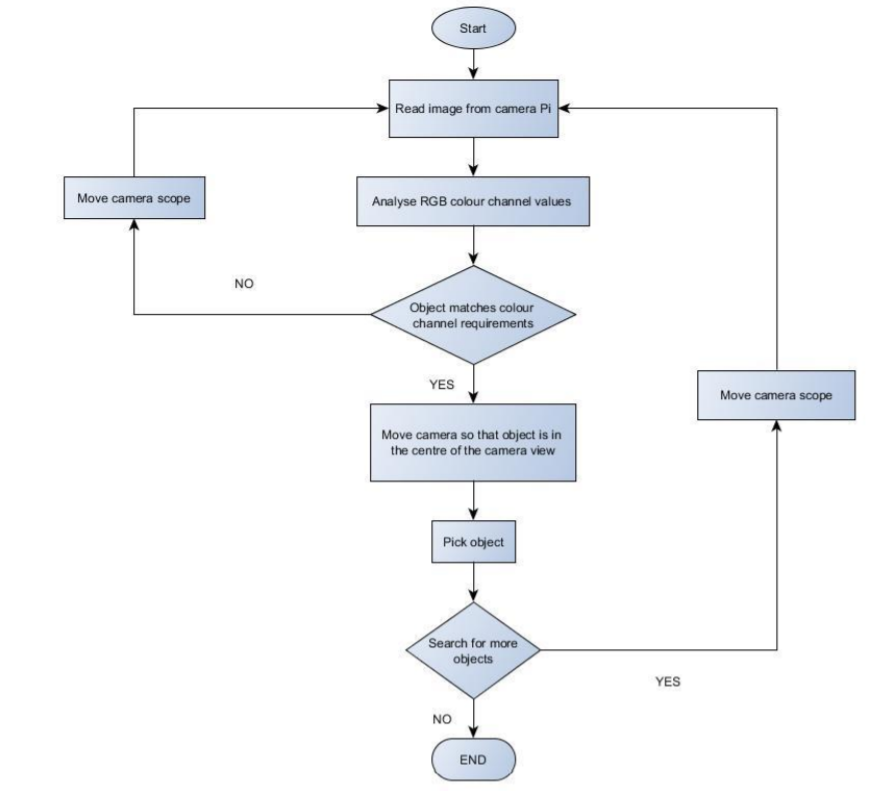 Start
Read image from camera Pi
Move camera scope
Analyse RGB colour channel values
NO
Object matches colour
channel requirements
YES
Move camera scope
Move camera so that object is in
the centre of the camera view
Pick object
Search for more
objects
YES
NO
END